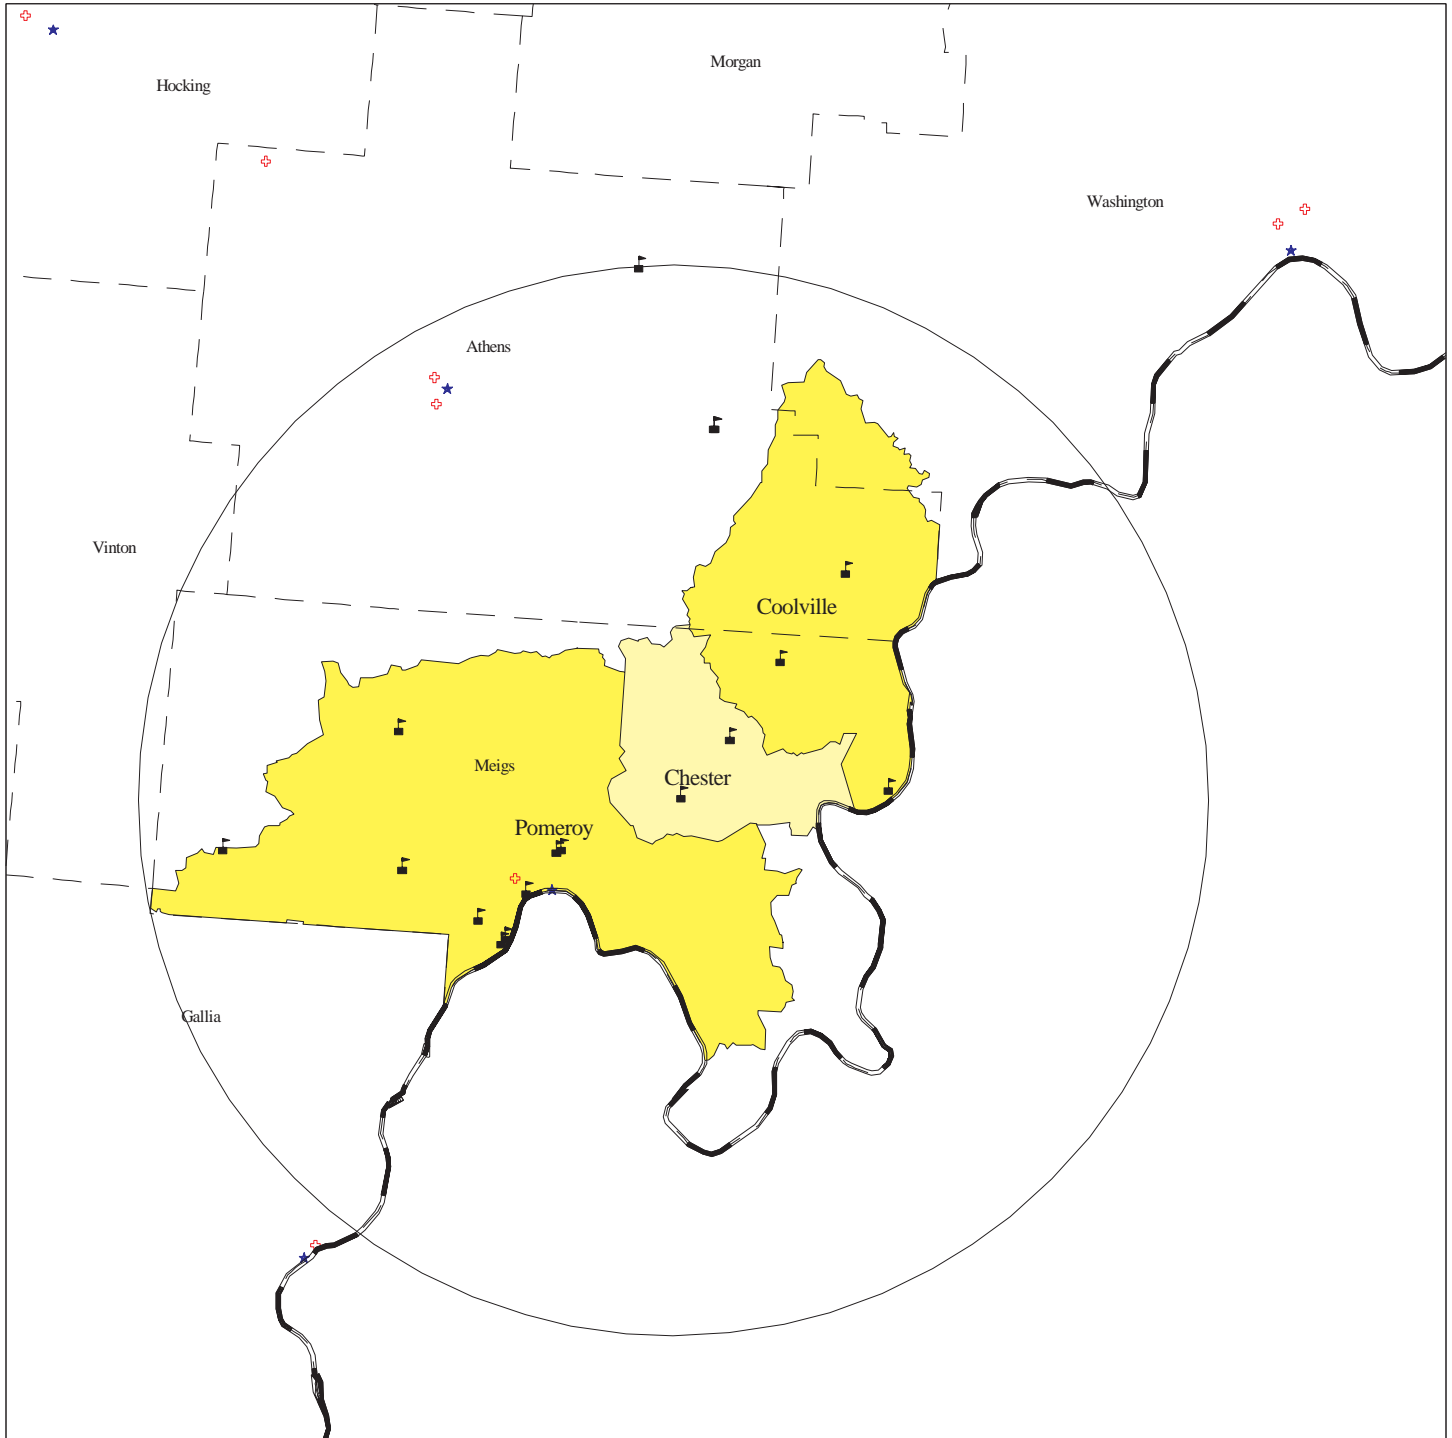 Morgan
Hocking
Washington
Athens
Vinton
Coolville
Meigs
Chester
Pomeroy
Gallia